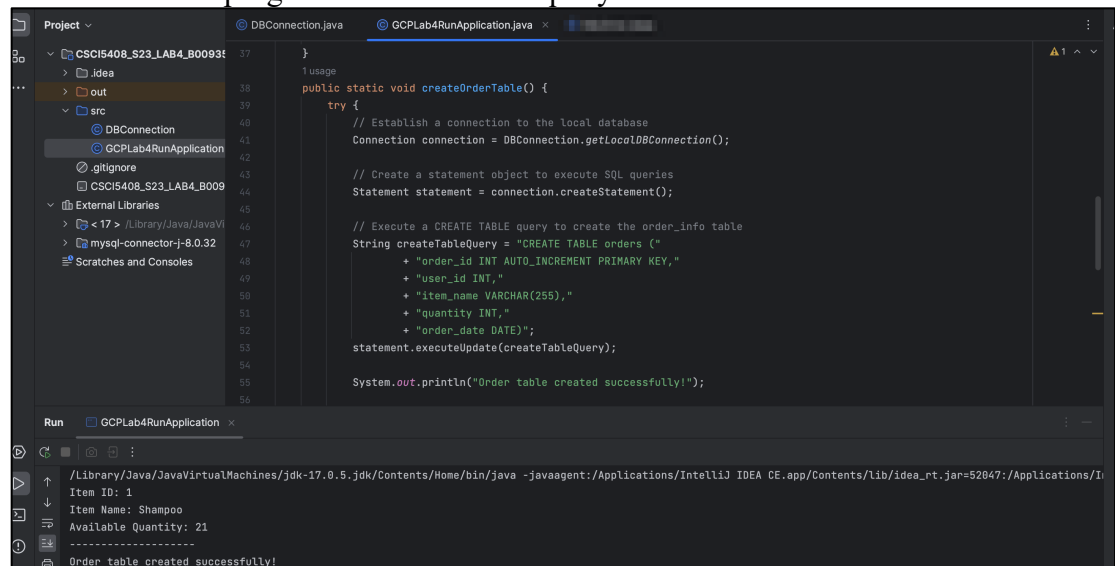 Project
DBConnection.java
GCPLab4RunApplication.java
CSCI5408_S23_LAB4_B0093
.idea
out
src
DBConnection
GCPLab4RunApplication
.gitignore
CSCI5408_S23_LAB4_B009
External Libraries
< 17 > /Library/Java/JavaVi
mysql-connector-j-8.0.32
Scratches and Consoles
1
37 }
1 usage
38 public static void createOrderTable() {
39 try {
40 // Establish a connection to the local database
41 Connection connection = DBConnection.getLocalDBConnection();
42
43 // Create a statement object to execute SQL queries
44 Statement statement = connection.createStatement();
45
46 // Execute a CREATE TABLE query to create the order_info table
47 String createTableQuery = "CREATE TABLE orders ("
48 + "order_id INT AUTO_INCREMENT PRIMARY KEY,"
49 + "user_id INT,"
50 + "item_name VARCHAR(255),"
51 + "quantity INT,"
52 + "order_date DATE)";
53 statement.executeUpdate(createTableQuery);
54
55 System.out.println("Order table created successfully!");
56
Run GCPLab4RunApplication
/Library/Java/JavaVirtualMachines/jdk-17.0.5.jdk/Contents/Home/bin/java -javaagent:/Applications/IntelliJ IDEA CE.app/Contents/lib/idea_rt.jar=52047:/Applications/I
Item ID: 1
Item Name: Shampoo
Available Quantity: 21
--------------------
Order table created successfully!